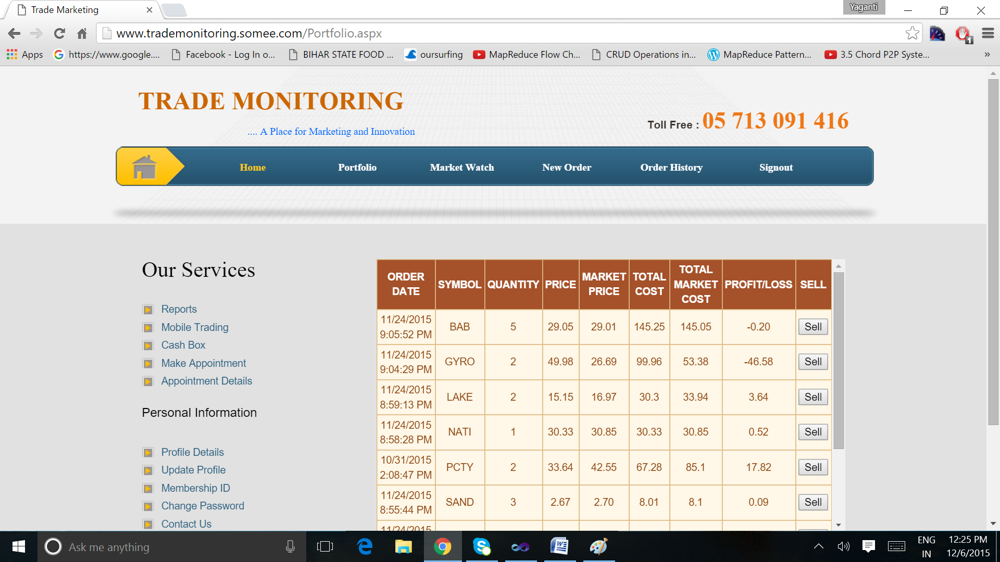 Trade Marketing
Yaganti
www.trademonitoring.somee.com/Portfolio.aspx
1
Apps https://www.google.... Facebook - Log In o... BIHAR STATE FOOD ... oursurfing MapReduce Flow Ch... CRUD Operations in... MapReduce Pattern... 3.5 Chord P2P Syste... »
TRADE MONITORING
.... A Place for Marketing and Innovation
Toll Free : 05 713 091 416
Home Portfolio Market Watch New Order Order History Signout
Our Services
Reports
Mobile Trading
Cash Box
Make Appointment
Appointment Details
Personal Information
Profile Details
Update Profile
Membership ID
Change Password
Contact Us
ORDER DATE SYMBOL QUANTITY PRICE MARKET PRICE TOTAL COST TOTAL MARKET COST PROFIT/LOSS SELL
11/24/2015 9:05:52 PM BAB 5 29.05 29.01 145.25 145.05 -0.20 Sell
11/24/2015 9:04:29 PM GYRO 2 49.98 26.69 99.96 53.38 -46.58 Sell
11/24/2015 8:59:13 PM LAKE 2 15.15 16.97 30.3 33.94 3.64 Sell
11/24/2015 8:58:28 PM NATI 1 30.33 30.85 30.33 30.85 0.52 Sell
10/31/2015 2:08:47 PM PCTY 2 33.64 42.55 67.28 85.1 17.82 Sell
11/24/2015 8:55:44 PM SAND 3 2.67 2.70 8.01 8.1 0.09 Sell
11/24/2015
Ask me anything
ENG
IN
12:25 PM
12/6/2015